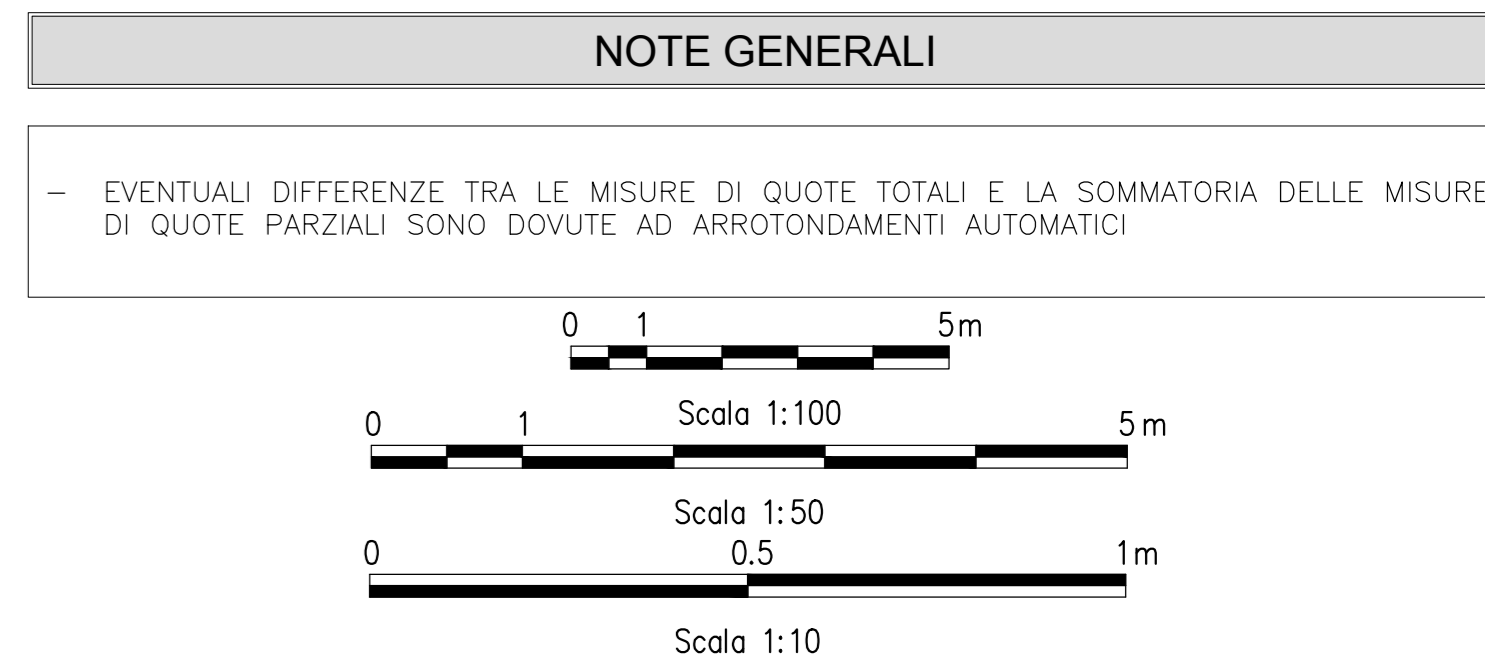 NOTE GENERALI
– EVENTUALI DIFFERENZE TRA LE MISURE DI QUOTE TOTALI E LA SOMMATORIA DELLE MISURE
DI QUOTE PARZIALI SONO DOVUTE AD ARROTONDAMENTI AUTOMATICI
0 1 5m
Scala 1:100
0 1 5m
Scala 1:50
0 0.5 1m
Scala 1:10